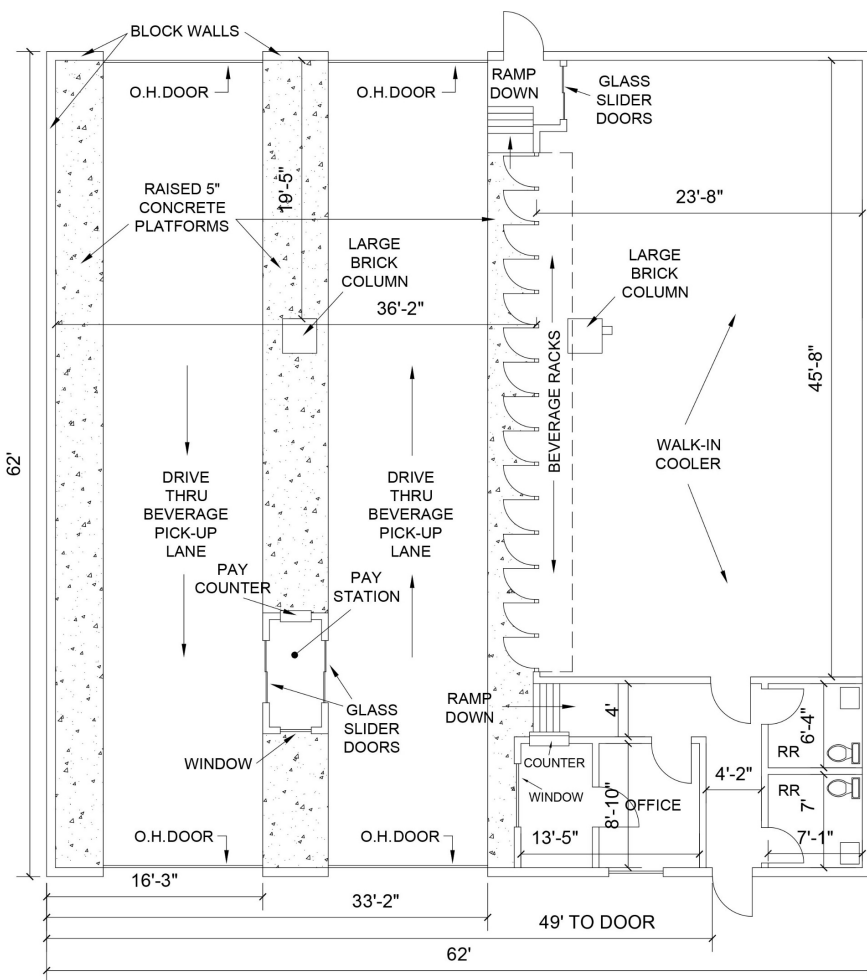 BLOCK WALLS
O.H.DOOR
O.H.DOOR
RAMP
DOWN
GLASS
SLIDER
DOORS
RAISED 5"
CONCRETE
PLATFORMS
19'-5"
23'-8"
LARGE
BRICK
COLUMN
LARGE
BRICK
COLUMN
36'-2"
BEVERAGE RACKS
45'-8"
62'
DRIVE
THRU
BEVERAGE
PICK-UP
LANE
DRIVE
THRU
BEVERAGE
PICK-UP
LANE
WALK-IN
COOLER
PAY
COUNTER
PAY
STATION
GLASS
SLIDER
DOORS
RAMP
DOWN
4'
6'-4"
RR
WINDOW
COUNTER
WINDOW
8'-10"
OFFICE
4'-2"
RR
7'
13'-5"
7'-1"
O.H.DOOR
O.H.DOOR
16'-3"
33'-2"
49' TO DOOR
62'